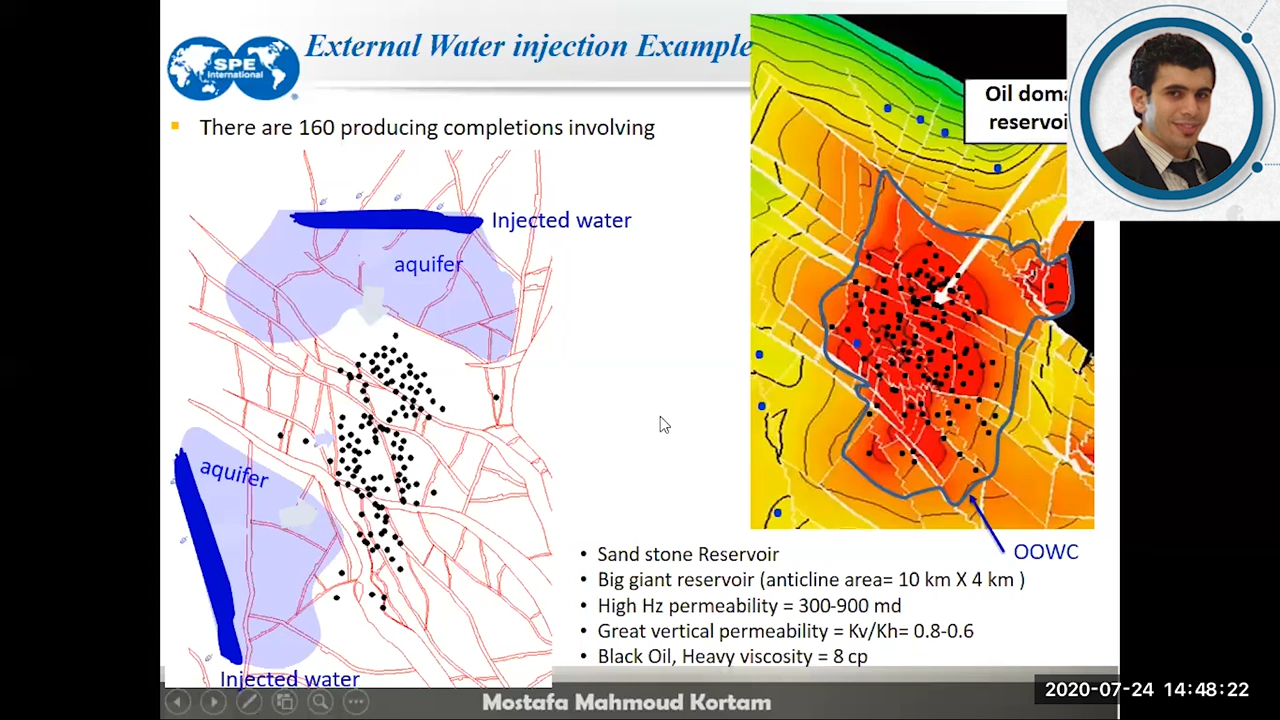 SPE
International
External Water injection Example
There are 160 producing completions involving
Injected water
aquifer
aquifer
Injected water
OOWC
• Sand stone Reservoir
• Big giant reservoir (anticline area= 10 km X 4 km )
• High Hz permeability = 300-900 md
• Great vertical permeability = Kv/Kh= 0.8-0.6
• Black Oil, Heavy viscosity = 8 cp
Mostafa Mahmoud Kortam
2020-07-24 14:48:22
Oil